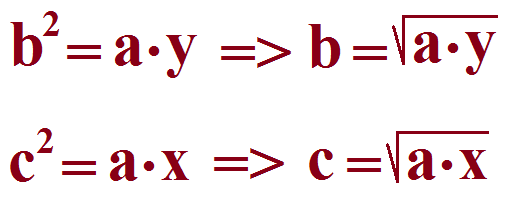 b² = a·y => b = √a·y
c² = a·x => c = √a·x